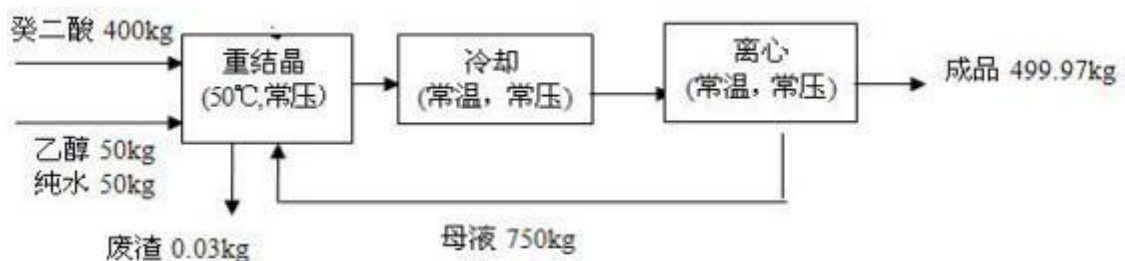 癸二酸 400kg
重结晶
(50℃,常压)
冷却
(常温，常压)
离心
(常温，常压)
成品 499.97kg
乙醇 50kg
纯水 50kg
废渣 0.03kg
母液 750kg